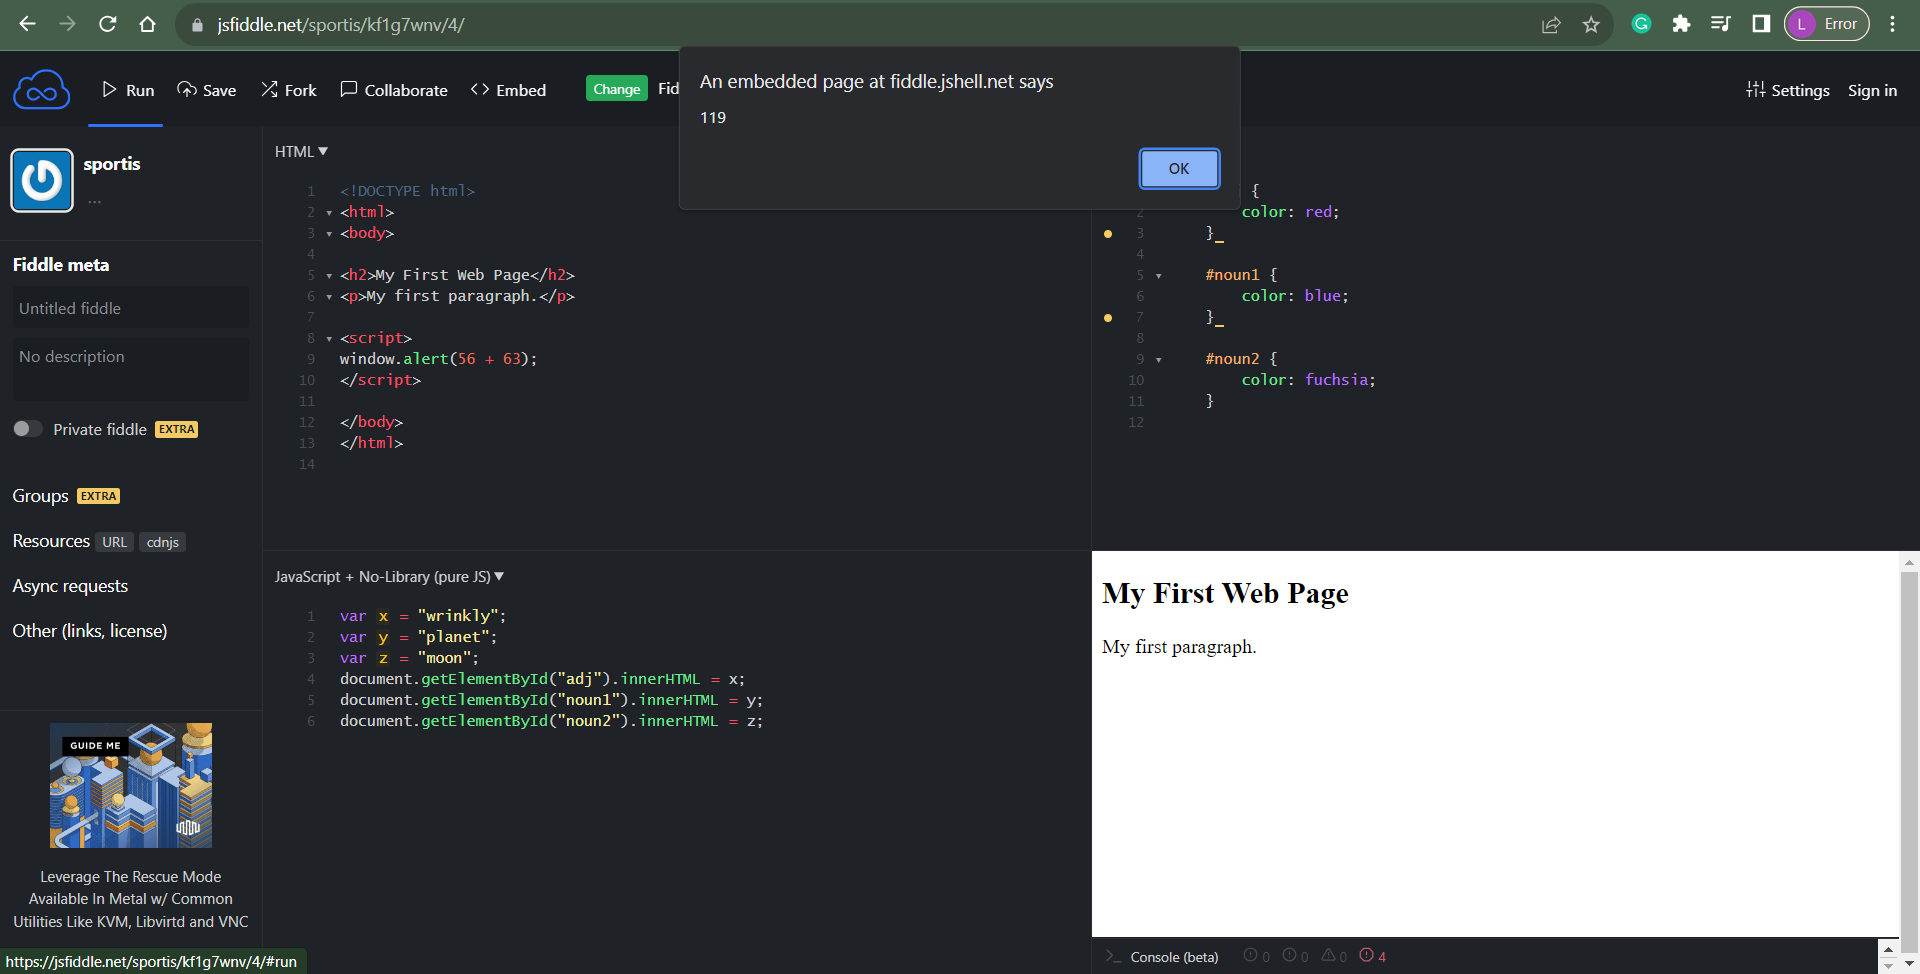 jsfiddle.net/sportis/kf1g7wnv/4/
G
L Error
Run Save Fork Collaborate Embed Change Fid
Settings Sign in
An embedded page at fiddle.jshell.net says
119
OK
sportis
...
Fiddle meta
Untitled fiddle
No description
Private fiddle EXTRA
Groups EXTRA
Resources URL cdnjs
Async requests
Other (links, license)
GUIDE ME
Leverage The Rescue Mode
Available In Metal w/ Common
Utilities Like KVM, Libvirtd and VNC
https://jsfiddle.net/sportis/kf1g7wnv/4/#run
HTML ▼
1 <!DOCTYPE html>
2 <html>
3 <body>
4
5 <h2>My First Web Page</h2>
6 <p>My first paragraph.</p>
7
8 <script>
9 window.alert(56 + 63);
10 </script>
11
12 </body>
13 </html>
14
{
2 color: red;
3 }_
4
5 #noun1 {
6 color: blue;
7 }_
8
9 #noun2 {
10 color: fuchsia;
11 }
12
JavaScript + No-Library (pure JS) ▼
1 var x = "wrinkly";
2 var y = "planet";
3 var z = "moon";
4 document.getElementById("adj").innerHTML = x;
5 document.getElementById("noun1").innerHTML = y;
6 document.getElementById("noun2").innerHTML = z;
My First Web Page
My first paragraph.
>_ Console (beta) 0 0 0 4